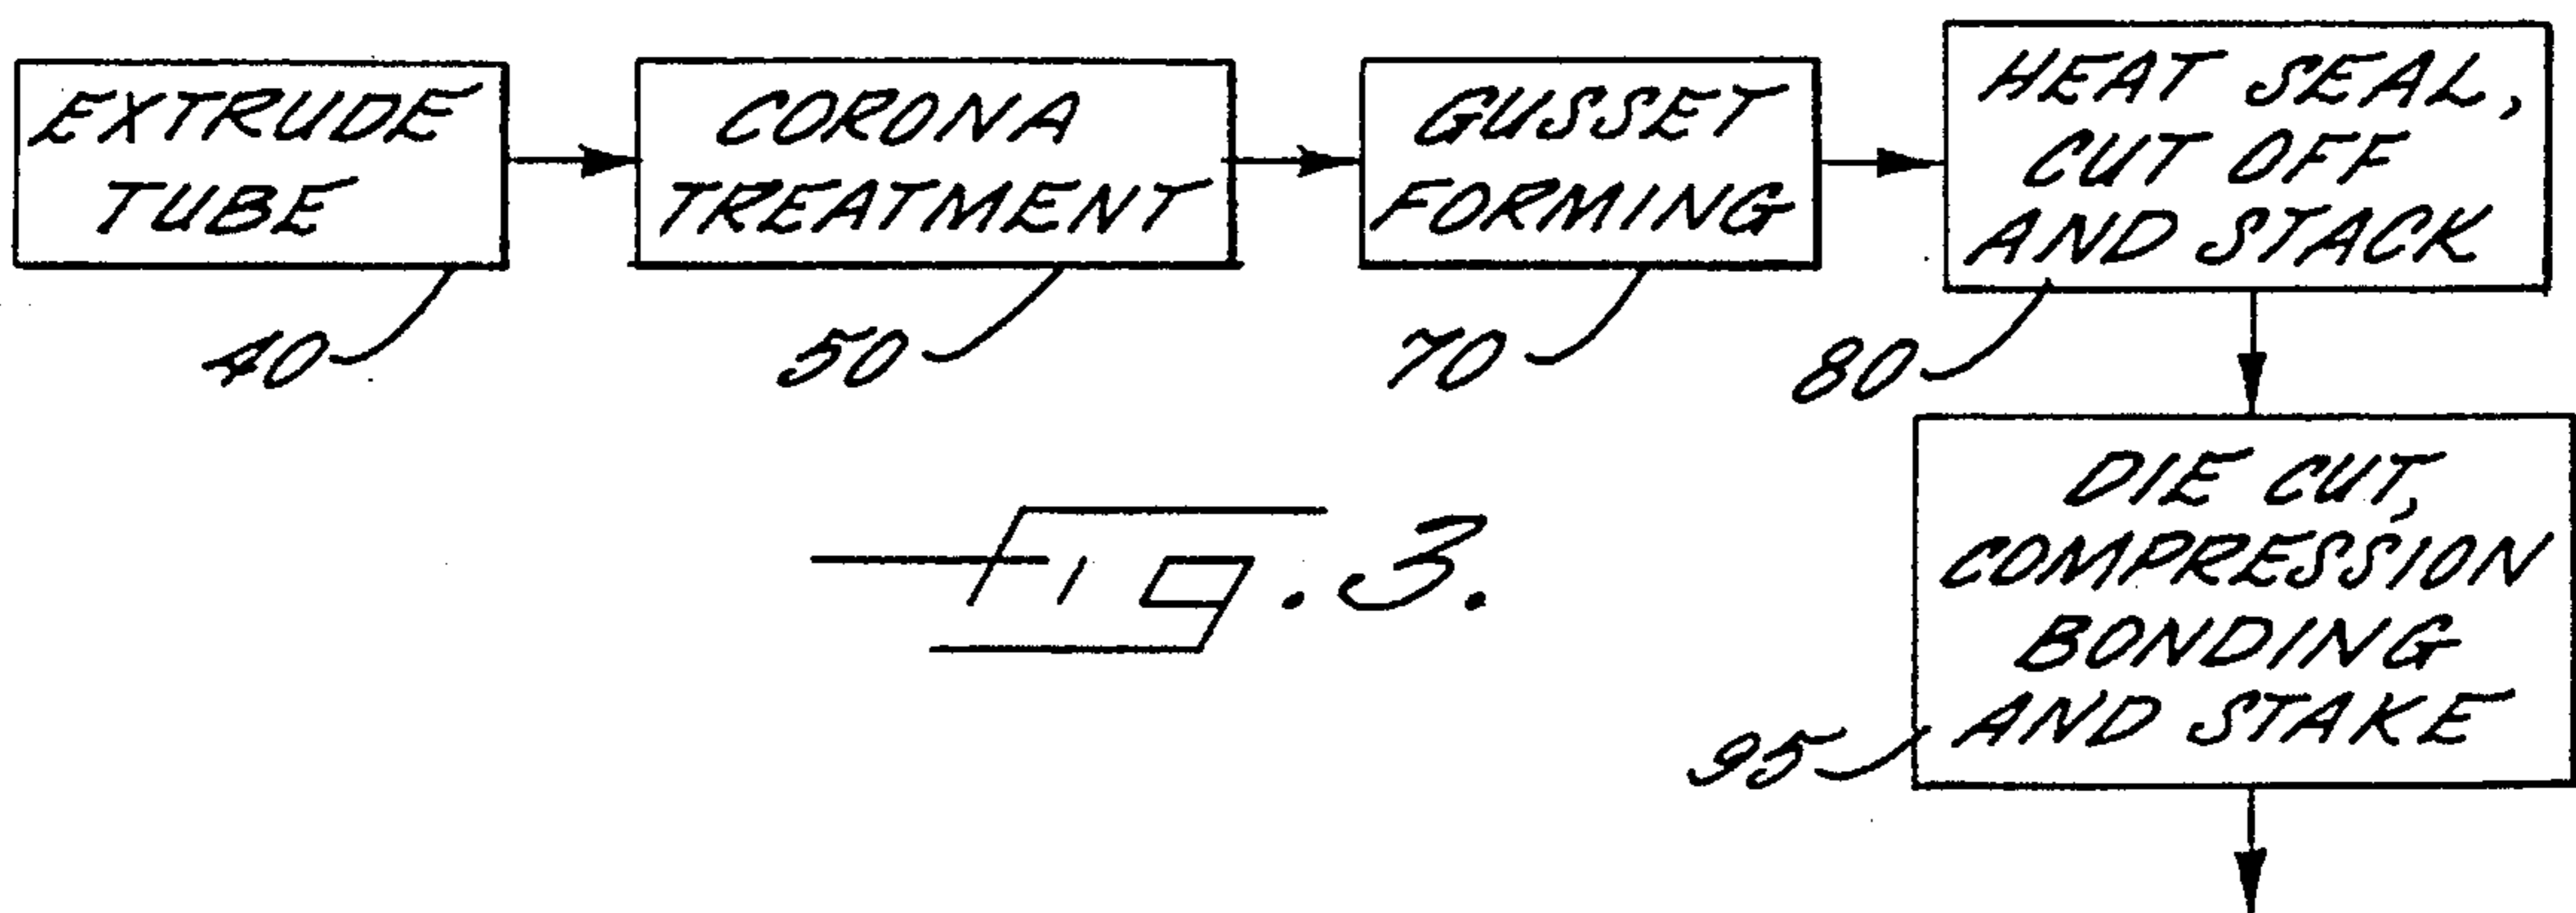 EXTRUDE
TUBE
CORONA
TREATMENT
GUSSET
FORMING
HEAT SEAL,
CUT OFF
AND STACK
40
50
70
80
DIE CUT,
COMPRESSION
BONDING
AND STAKE
95
Fig. 3.